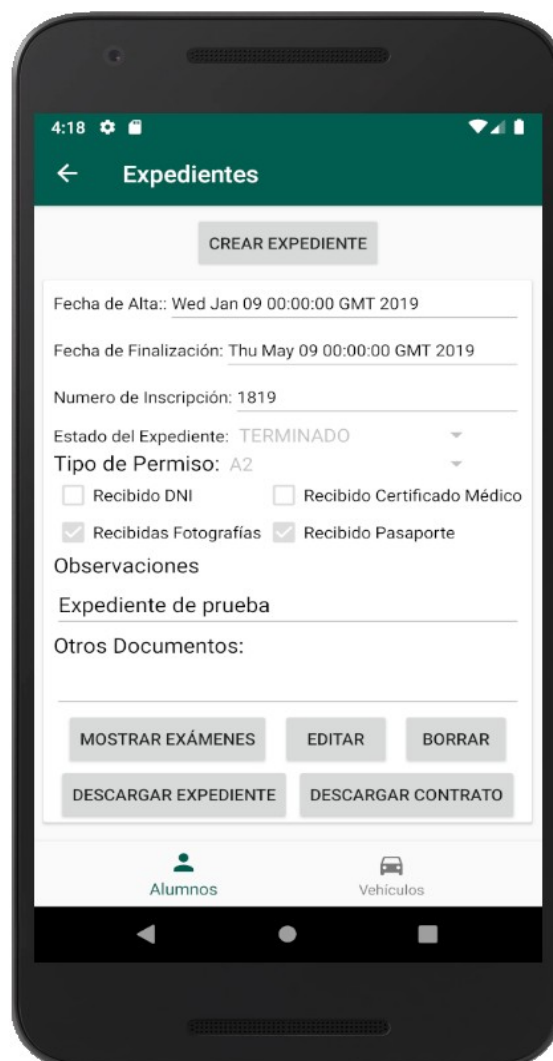 4:18
Expedientes
CREAR EXPEDIENTE
Fecha de Alta:: Wed Jan 09 00:00:00 GMT 2019
Fecha de Finalización: Thu May 09 00:00:00 GMT 2019
Numero de Inscripción: 1819
Estado del Expediente: TERMINADO
Tipo de Permiso: A2
Recibido DNI Recibido Certificado Médico
Recibidas Fotografías Recibido Pasaporte
Observaciones
Expediente de prueba
Otros Documentos:
MOSTRAR EXÁMENES EDITAR BORRAR
DESCARGAR EXPEDIENTE DESCARGAR CONTRATO
Alumnos Vehículos